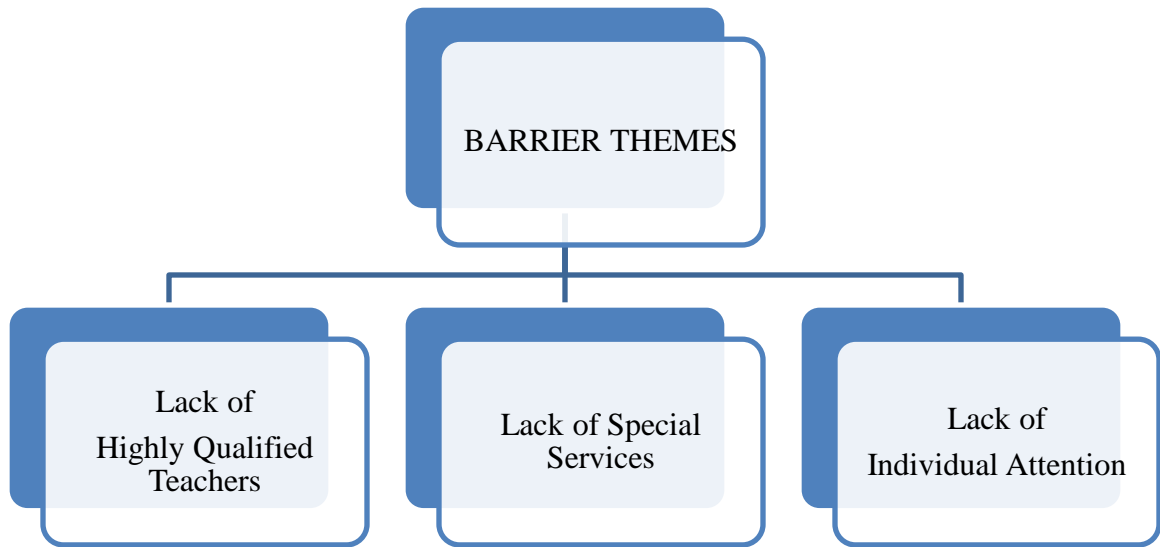 BARRIER THEMES
Lack of
Highly Qualified
Teachers
Lack of Special
Services
Lack of
Individual Attention